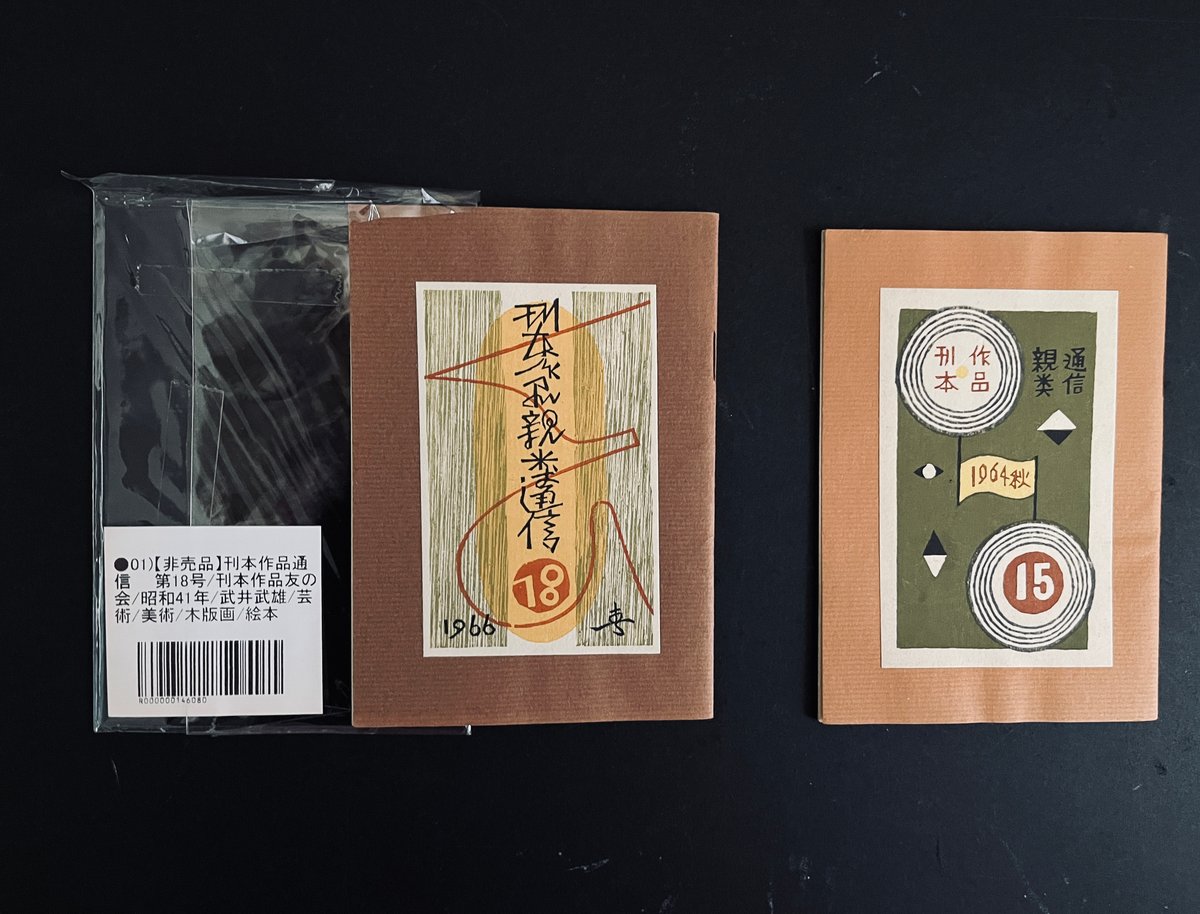 ●01)【非売品】刊本作品通
信　第18号/刊本作品友の
会/昭和41年/武井武雄/芸
術/美術/木版画/絵本
R000000146080
刊本作品親类通信
18
1966 春
刊本
作品
親类
通信
1964秋
15